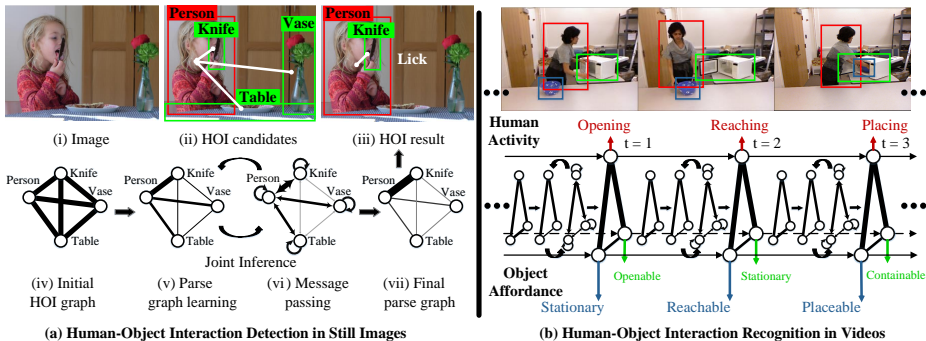 Person
Knife
Vase
Table
Person
Knife
Lick
(i) Image
(ii) HOI candidates
(iii) HOI result
Person
Knife
Vase
Table
Person
Knife
Vase
Table
Person
Knife
Vase
Table
Person
Knife
Vase
Table
Joint Inference
(iv) Initial
HOI graph
(v) Parse
graph learning
(vi) Message
passing
(vii) Final
parse graph
(a) Human-Object Interaction Detection in Still Images
Human
Activity
Opening
Reaching
Placing
t = 1
t = 2
t = 3
Object
Affordance
Openable
Stationary
Containable
Stationary
Reachable
Placeable
(b) Human-Object Interaction Recognition in Videos